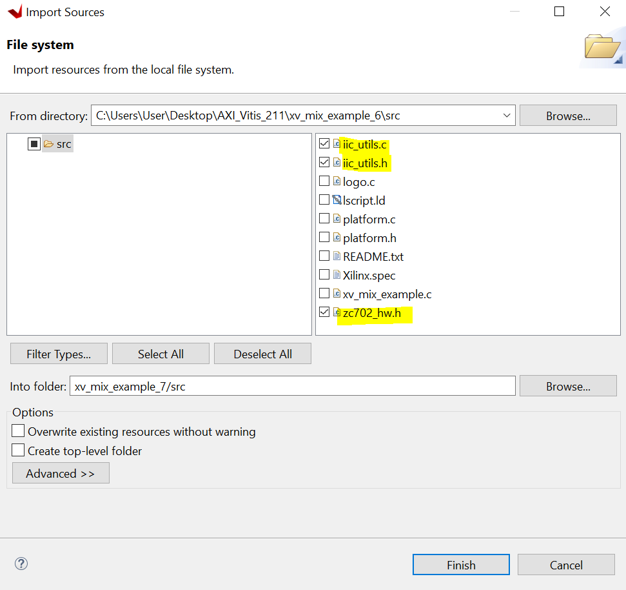 Import Sources
File system
Import resources from the local file system.
From directory: C:\Users\User\Desktop\AXI_Vitis_211\xv_mix_example_6\src Browse...
src
iic_utils.c
iic_utils.h
logo.c
lscript.ld
platform.c
platform.h
README.txt
Xilinx.spec
xv_mix_example.c
zc702_hw.h
Filter Types... Select All Deselect All
Into folder: xv_mix_example_7/src Browse...
Options
Overwrite existing resources without warning
Create top-level folder
Advanced >>
? Finish Cancel